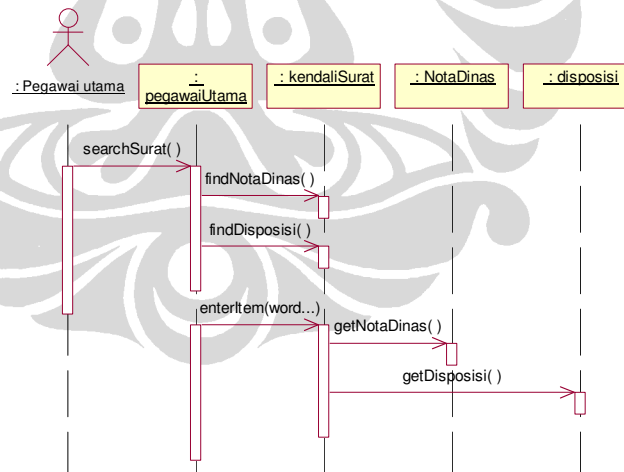 : Pegawai utama
:
pegawaiUtama
: kendaliSurat
: NotaDinas
: disposisi
searchSurat( )
findNotaDinas( )
findDisposisi( )
enterItem(word...)
getNotaDinas( )
getDisposisi( )